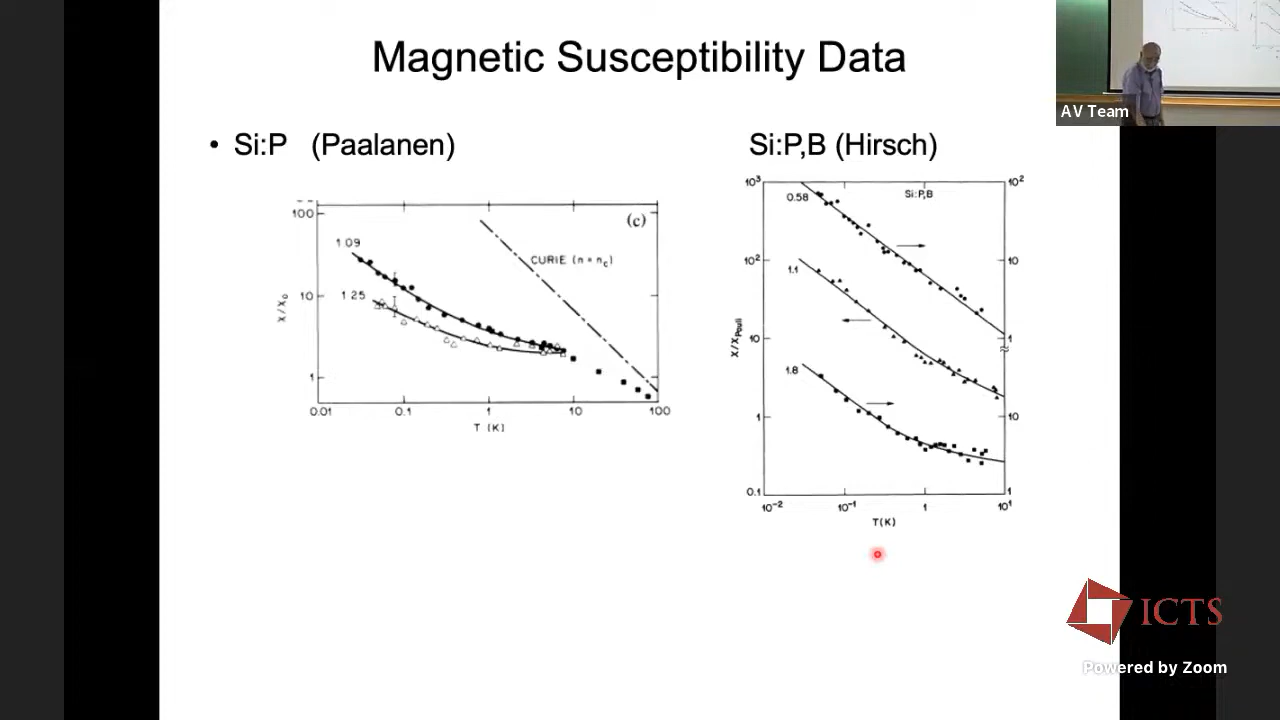 Magnetic Susceptibility Data
AV Team
• Si:P (Paalanen)
Si:P,B (Hirsch)
(c)
100
10
1
1.09
1.25
CURIE (n = nc)
χ/χ0
0.01 0.1 1 10 100
T (K)
Si:P,B
10³
10²
10
1
0.1
10²
10
1
10
1
0.58
1.1
1.8
χ/χPauli
10⁻² 10⁻¹ 1 10¹
T(K)
ICTS
Powered by Zoom